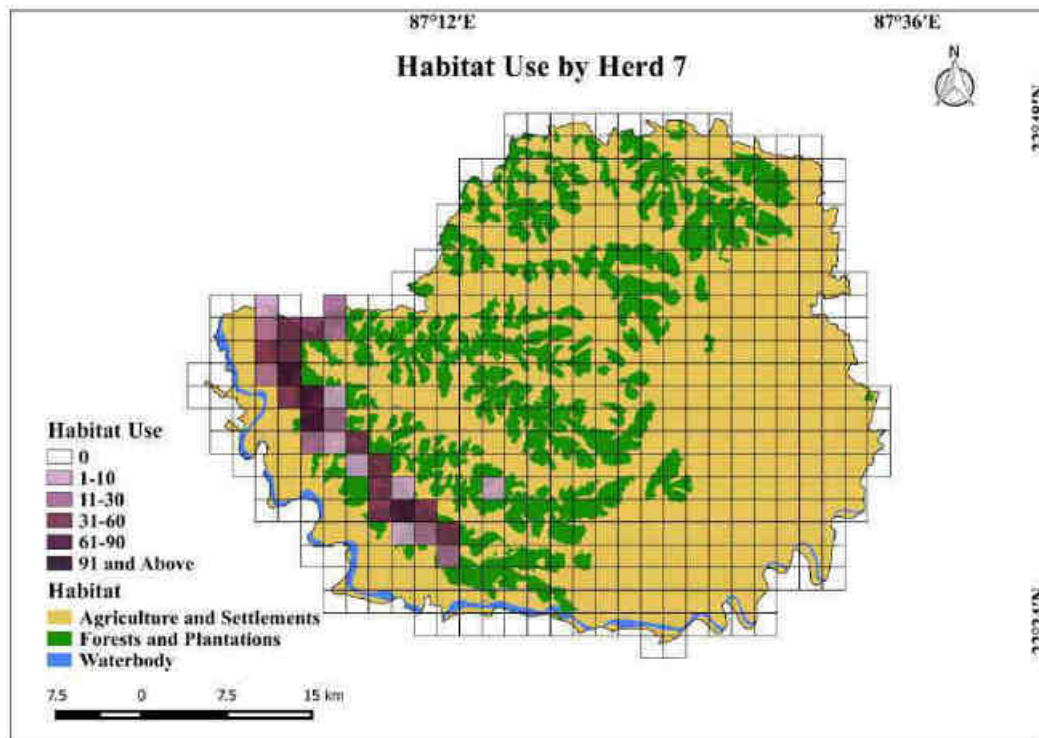 87°12'E 87°36'E
Habitat Use by Herd 7
N
Habitat Use
0
1-10
11-30
31-60
61-90
91 and Above
Habitat
Agriculture and Settlements
Forests and Plantations
Waterbody
7.5 0 7.5 15 km